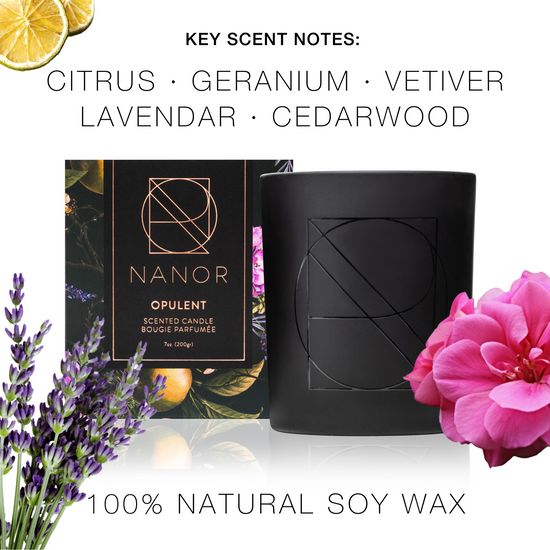 KEY SCENT NOTES:
CITRUS · GERANIUM · VETIVER
LAVENDAR · CEDARWOOD
NANOR
OPULENT
SCENTED CANDLE
BOUGIE PARFUMÉE
7oz. (200gr)
100% NATURAL SOY WAX